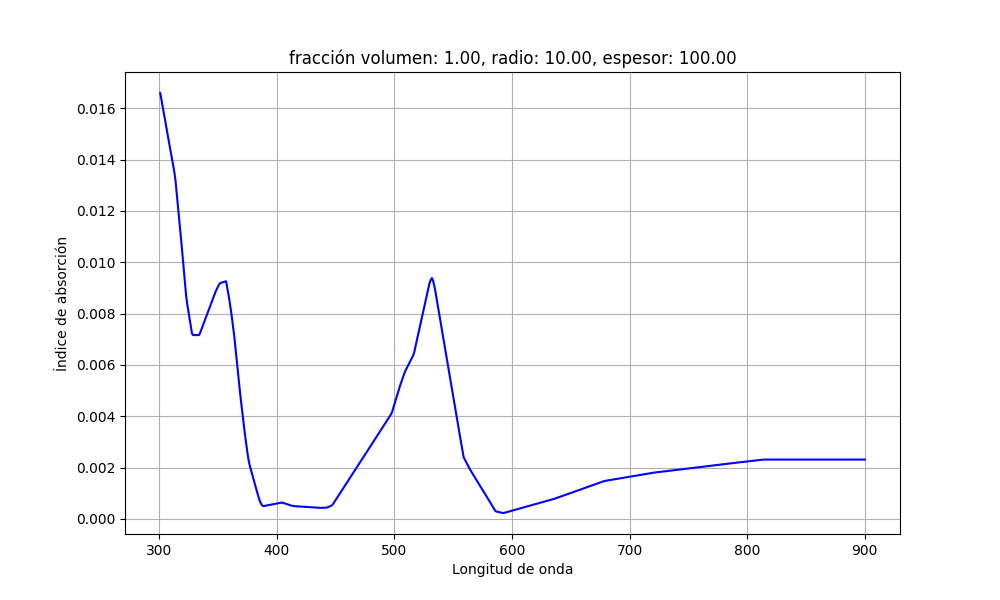 fracción volumen: 1.00, radio: 10.00, espesor: 100.00
Índice de absorción
0.016
0.014
0.012
0.010
0.008
0.006
0.004
0.002
0.000
300 400 500 600 700 800 900
Longitud de onda